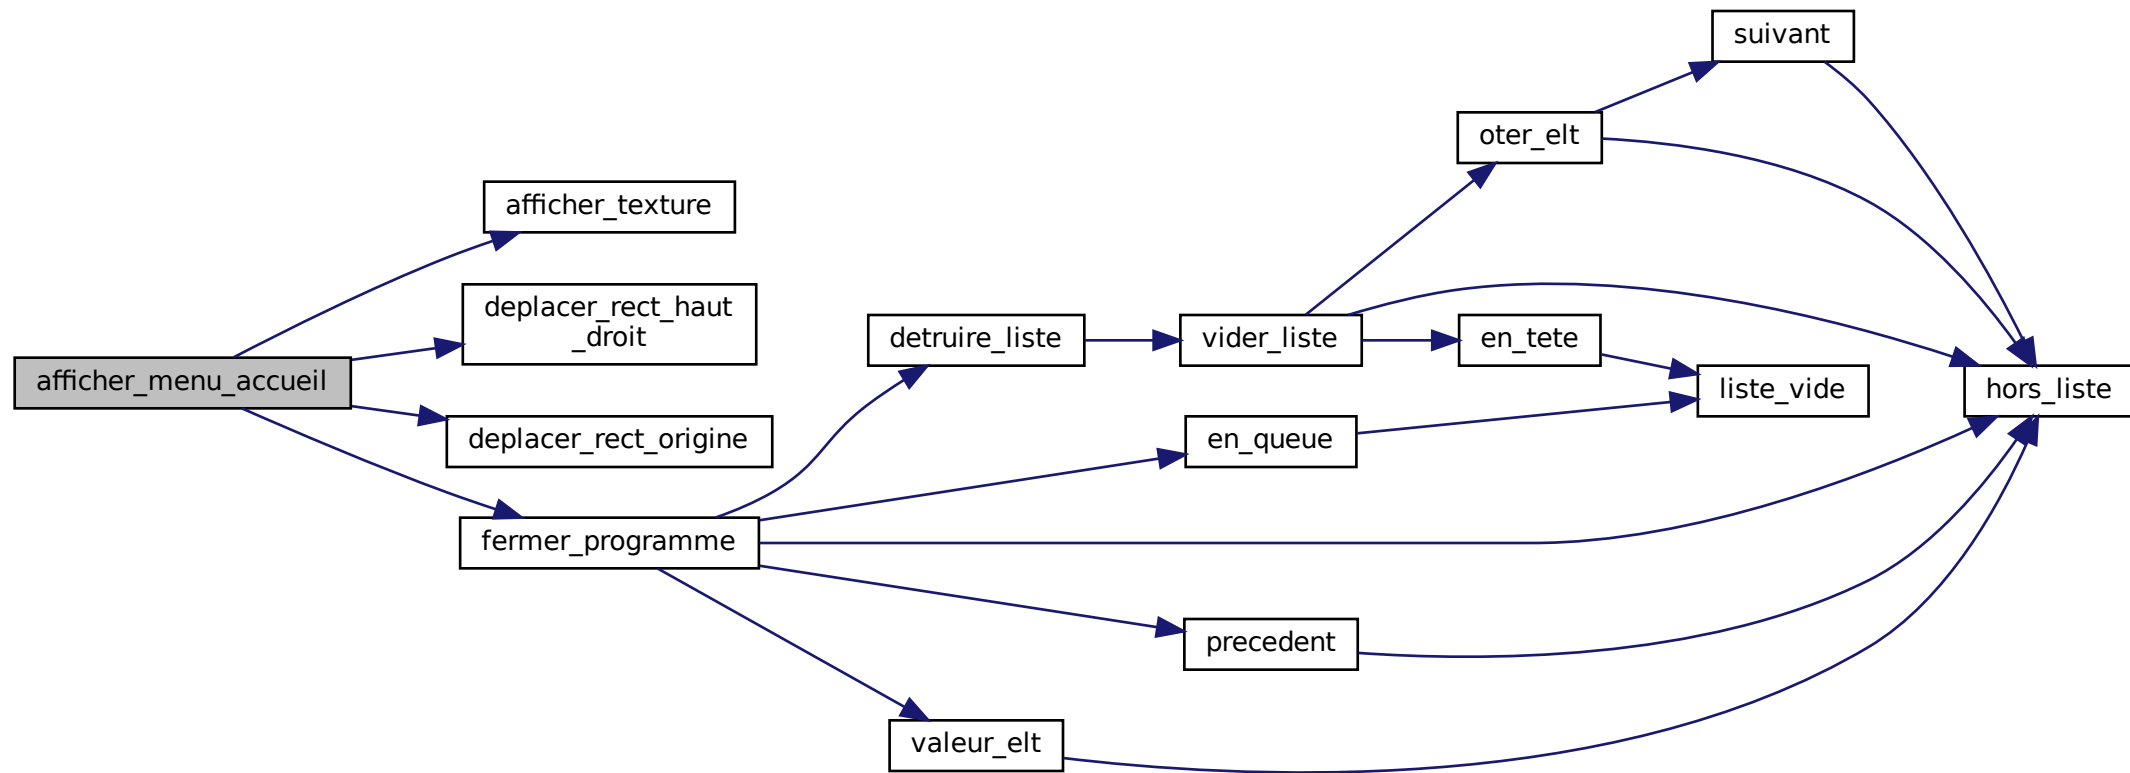 suivant
oter_elt
afficher_texture
deplacer_rect_haut
_droit
detruire_liste
vider_liste
en_tete
afficher_menu_accueil
liste_vide
hors_liste
deplacer_rect_origine
en_queue
fermer_programme
precedent
valeur_elt